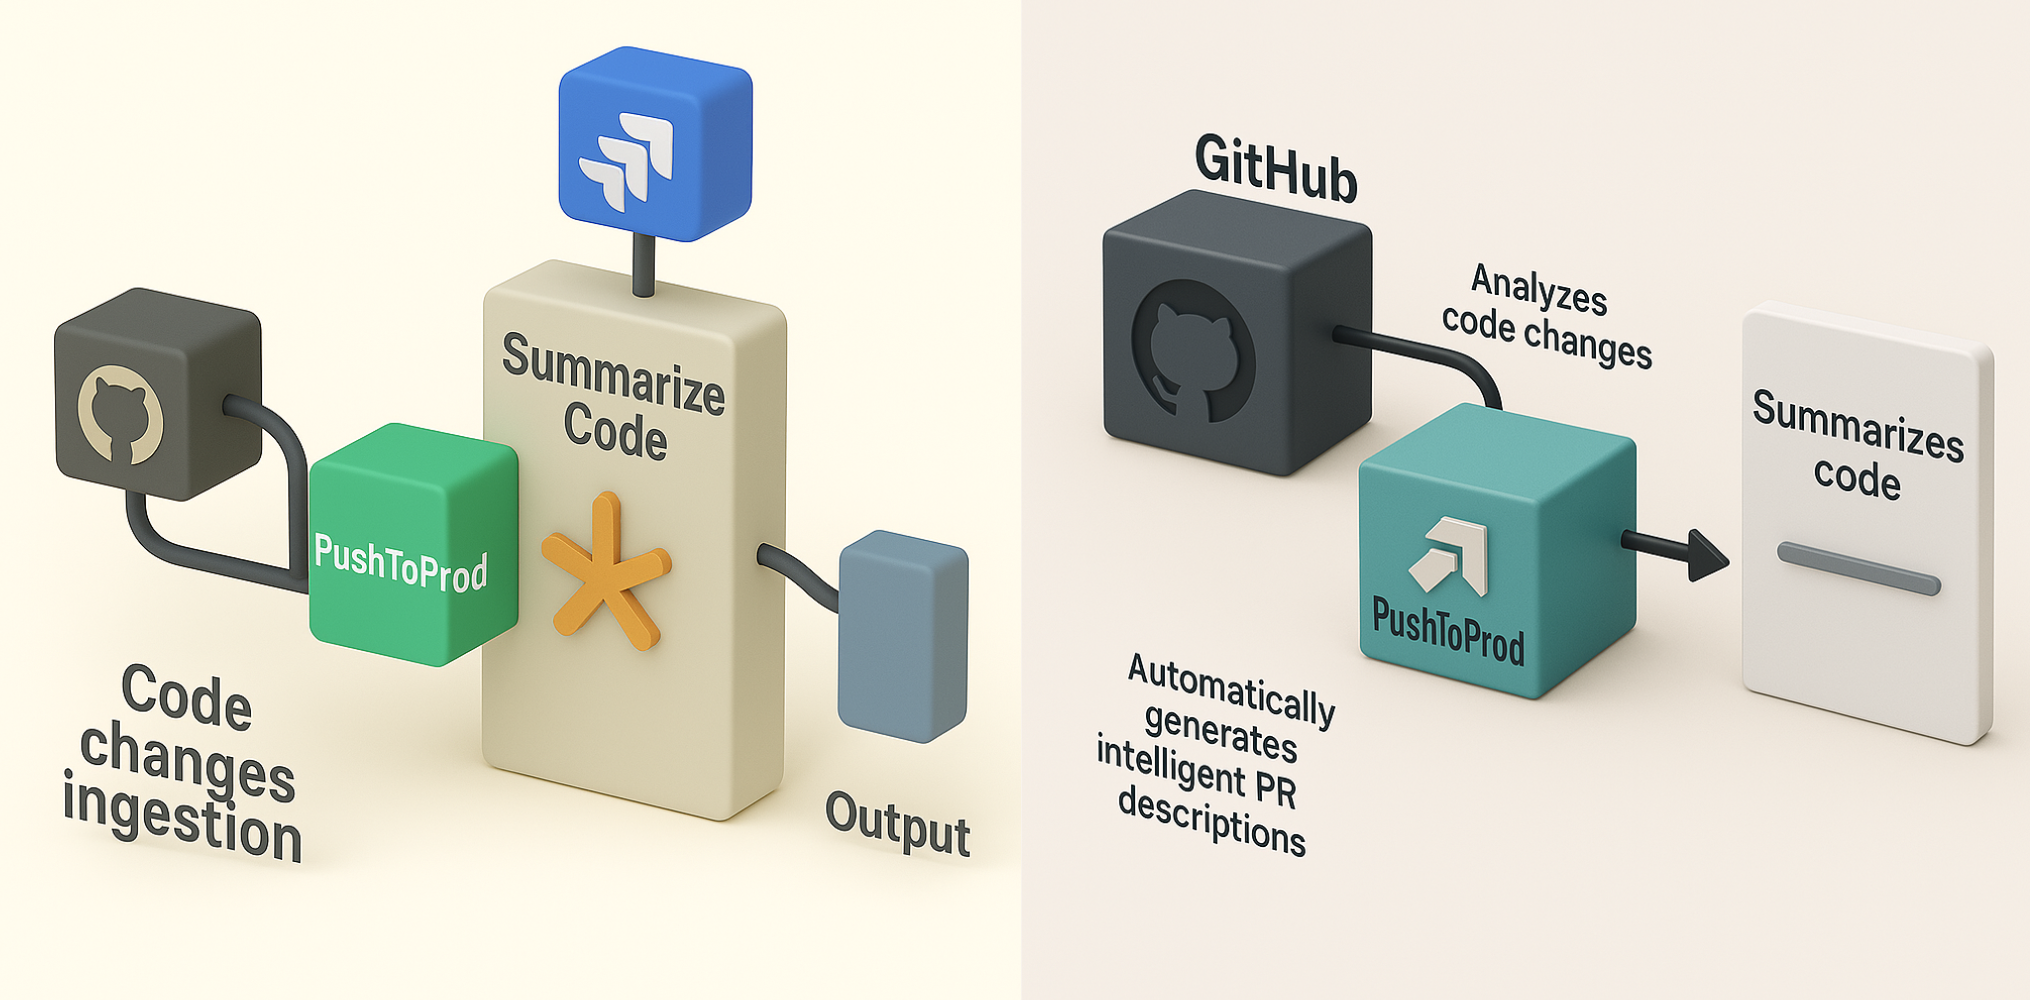 Summarize
Code
PushToProd
Code
changes
ingestion
Output
GitHub
Analyzes
code changes
PushToProd
Summarizes
code
Automatically
generates
intelligent PR
descriptions